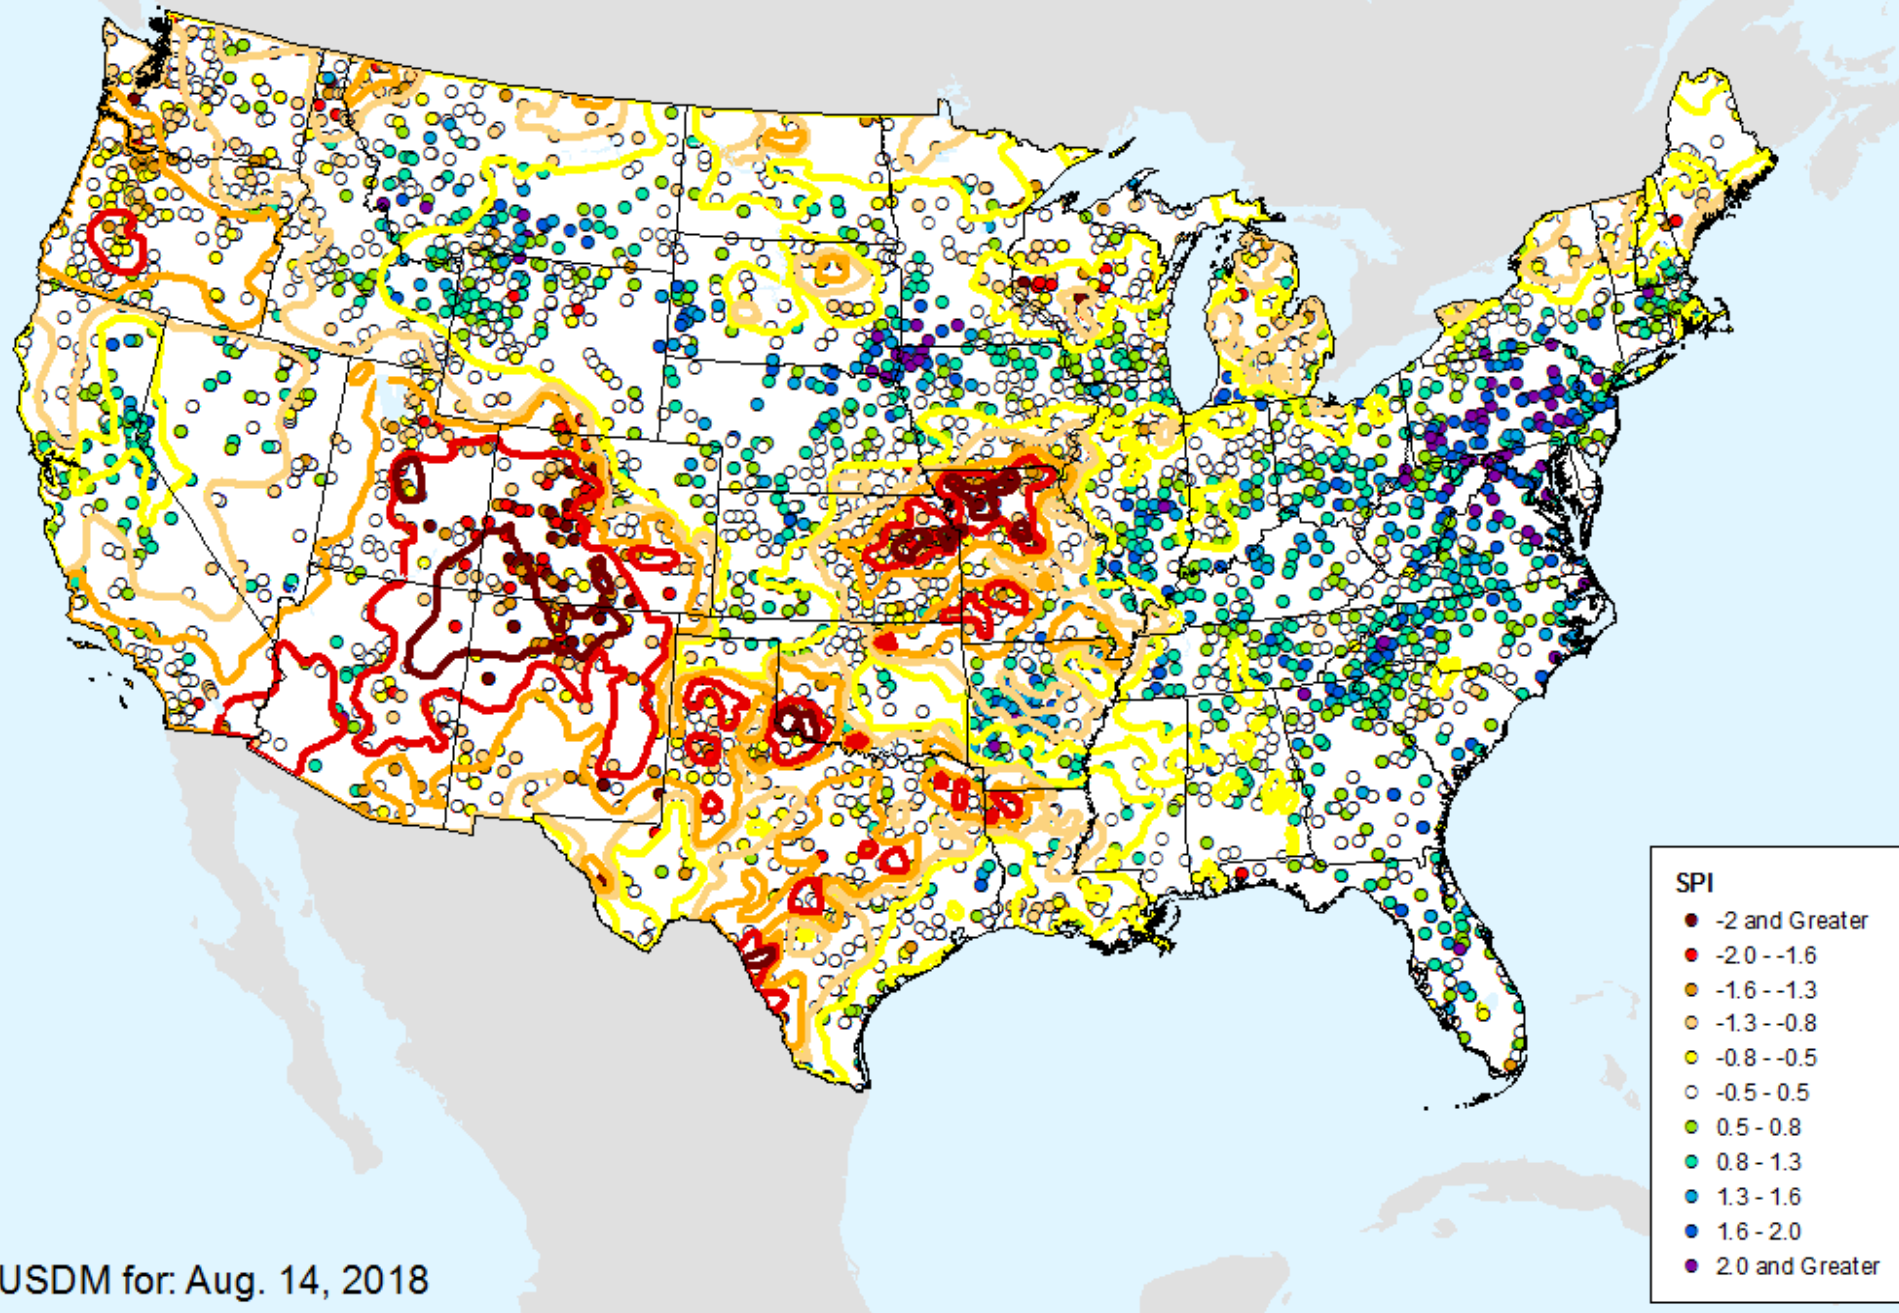 SPI
-2 and Greater
-2.0 - -1.6
-1.6 - -1.3
-1.3 - -0.8
-0.8 - -0.5
-0.5 - 0.5
0.5 - 0.8
0.8 - 1.3
1.3 - 1.6
1.6 - 2.0
2.0 and Greater
USDM for: Aug. 14, 2018